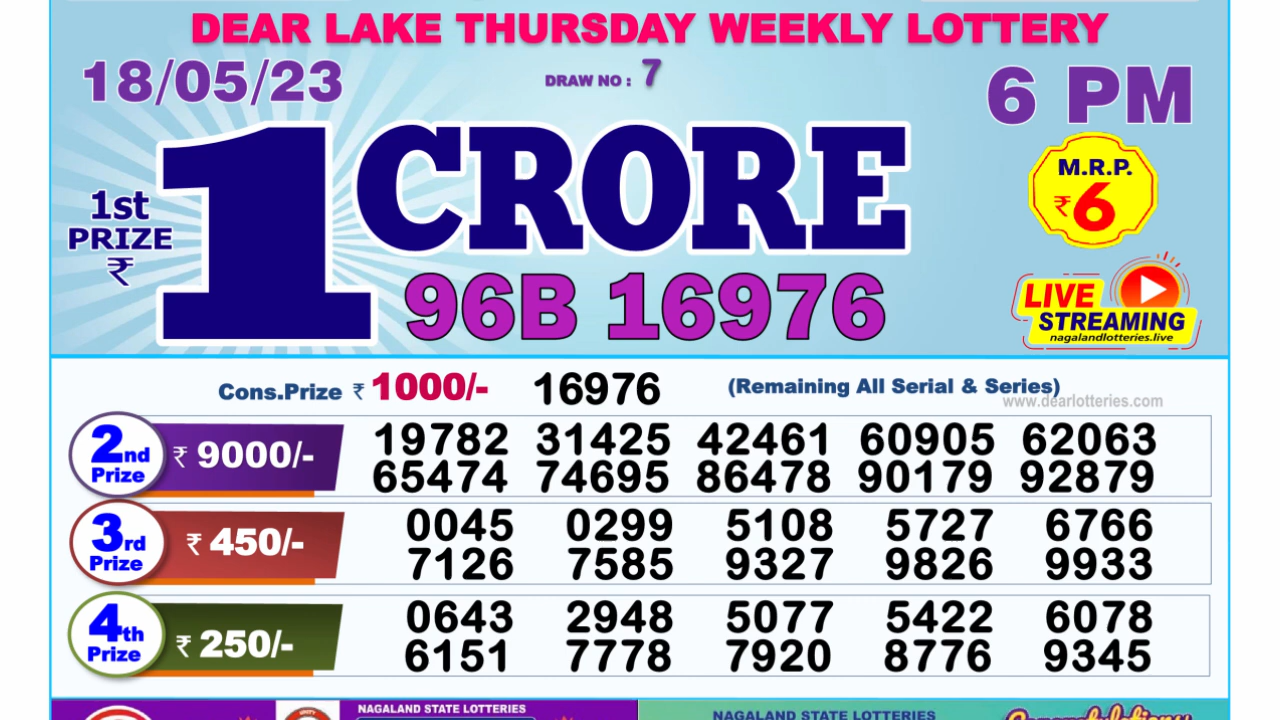 DEAR LAKE THURSDAY WEEKLY LOTTERY
18/05/23
DRAW NO : 7
6 PM
1st
PRIZE
₹
1 CRORE
M.R.P.
₹6
96B 16976
LIVE
STREAMING
nagalandlotteries.live
Cons.Prize ₹ 1000/- 16976 (Remaining All Serial & Series)
www.dearlotteries.com
2nd
Prize
₹ 9000/-
19782 31425 42461 60905 62063
65474 74695 86478 90179 92879
3rd
Prize
₹ 450/-
0045 0299 5108 5727 6766
7126 7585 9327 9826 9933
4th
Prize
₹ 250/-
0643 2948 5077 5422 6078
6151 7778 7920 8776 9345
NAGALAND STATE LOTTERIES
NAGALAND STATE LOTTERIES
Congratulations